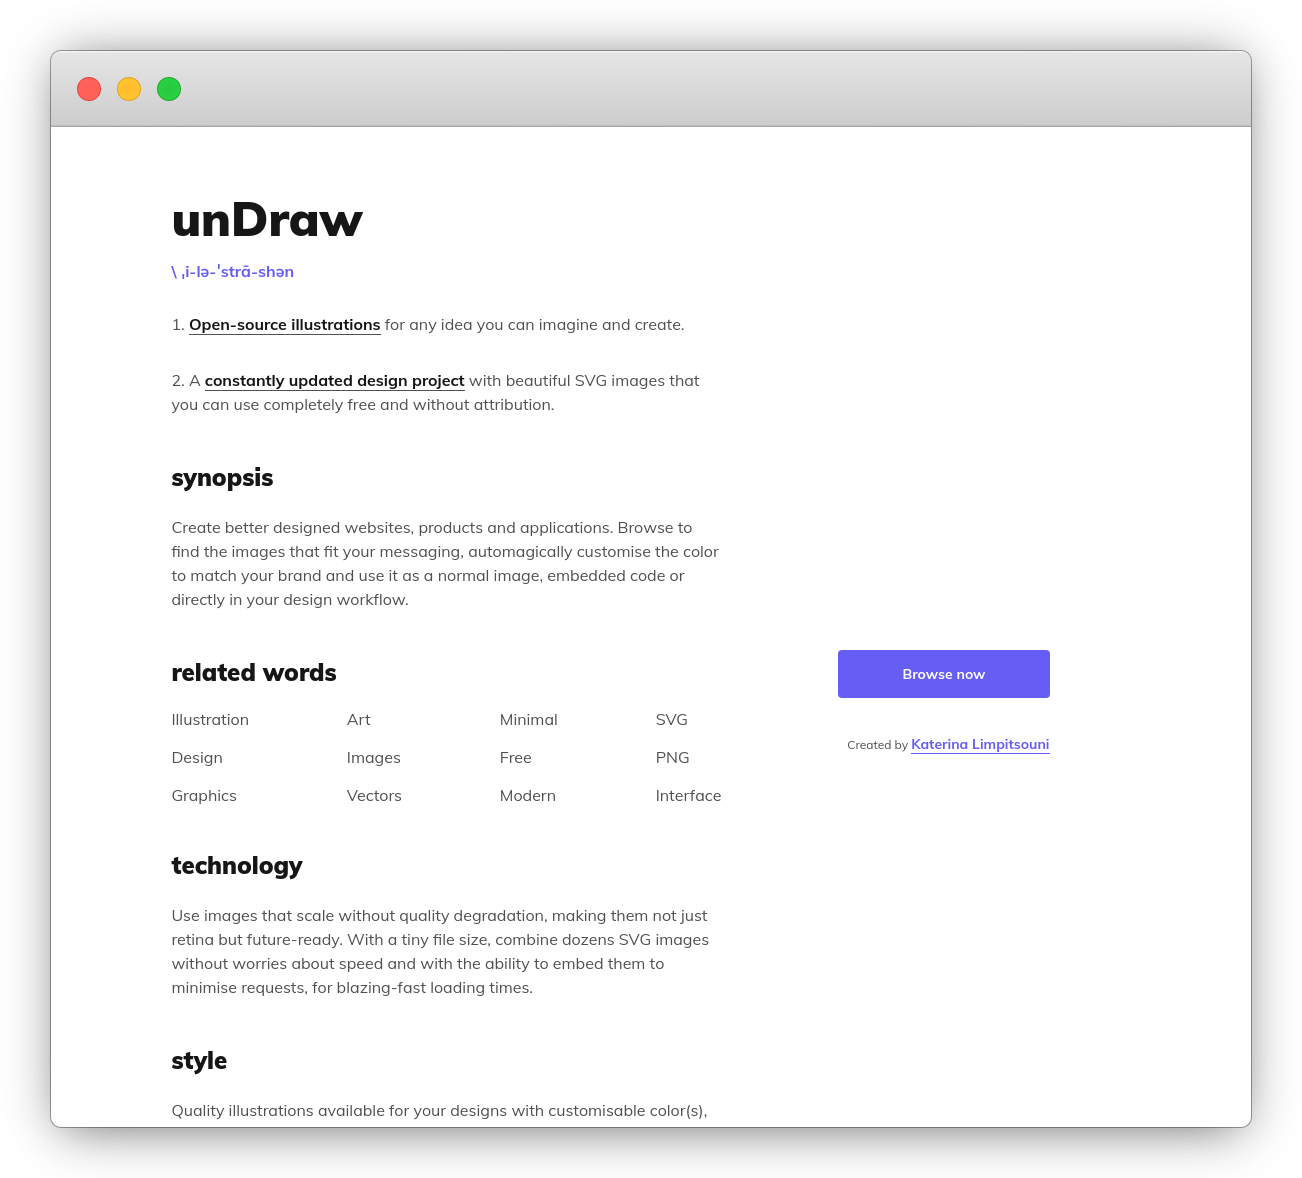 unDraw
\ ˌi-lə-ˈstrā-shən
1. Open-source illustrations for any idea you can imagine and create.
2. A constantly updated design project with beautiful SVG images that
you can use completely free and without attribution.
synopsis
Create better designed websites, products and applications. Browse to
find the images that fit your messaging, automagically customise the color
to match your brand and use it as a normal image, embedded code or
directly in your design workflow.
related words
Illustration Art Minimal SVG
Design Images Free PNG
Graphics Vectors Modern Interface
Browse now
Created by Katerina Limpitsouni
technology
Use images that scale without quality degradation, making them not just
retina but future-ready. With a tiny file size, combine dozens SVG images
without worries about speed and with the ability to embed them to
minimise requests, for blazing-fast loading times.
style
Quality illustrations available for your designs with customisable color(s),